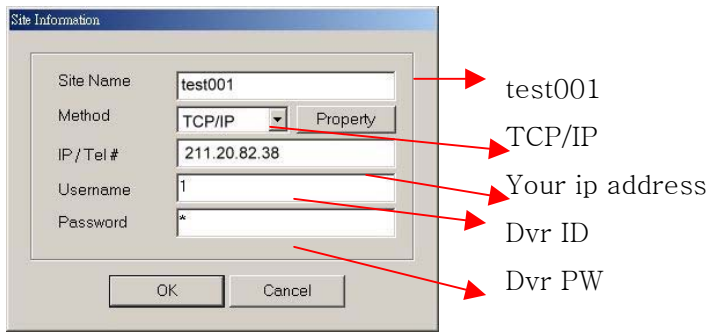 Site Information
Site Name test001
Method TCP/IP Property
IP / Tel # 211.20.82.38
Username 1
Password *
OK Cancel
test001
TCP/IP
Your ip address
Dvr ID
Dvr PW